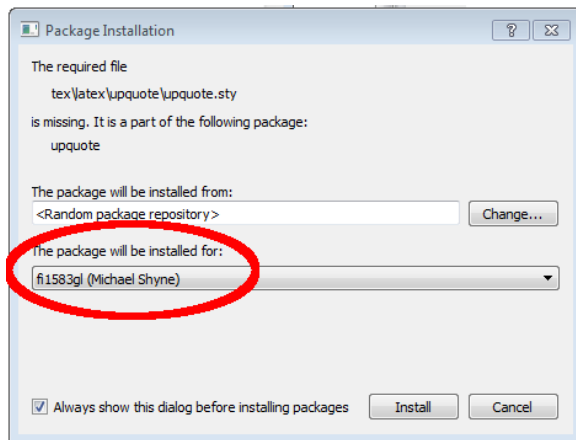 Package Installation
The required file
tex\latex\upquote\upquote.sty
is missing. It is a part of the following package:
upquote
The package will be installed from:
<Random package repository>
Change...
The package will be installed for:
fi1583gl (Michael Shyne)
Always show this dialog before installing packages
Install
Cancel